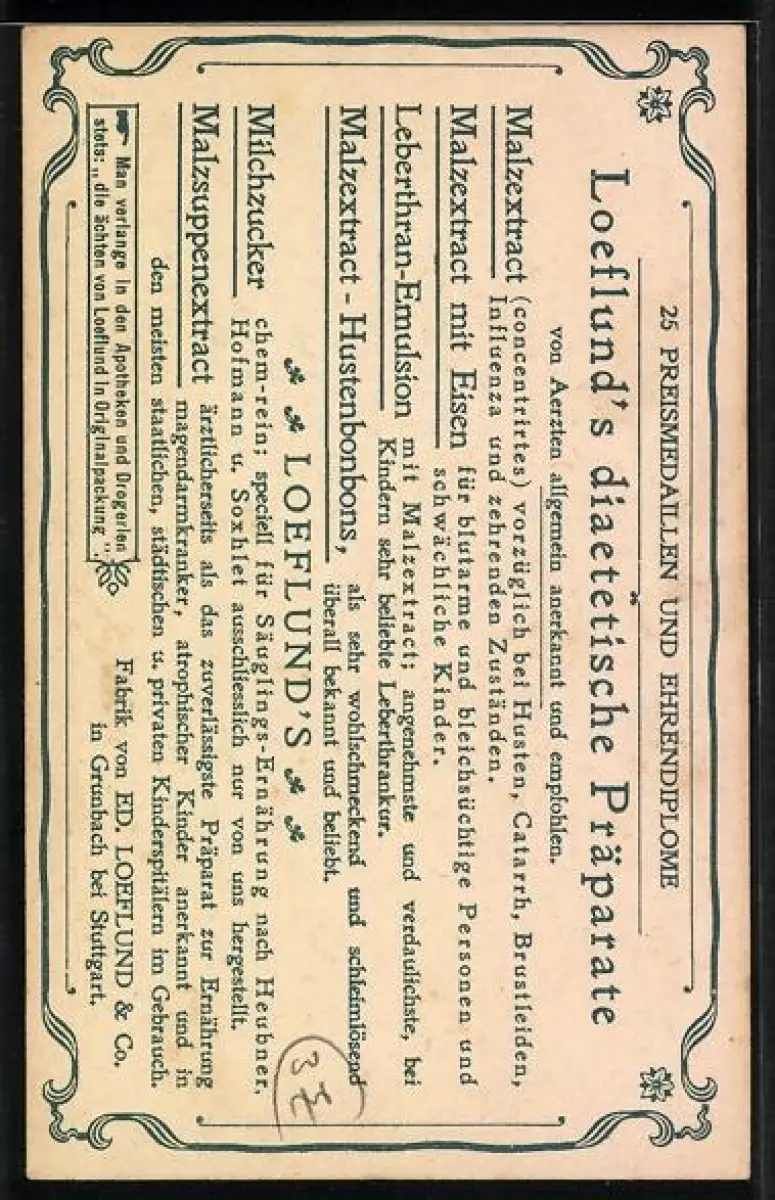 25 PREISMEDAILLEN UND EHRENDIPLOME
Loeflund's diaetetische Präparate
von Aerzten allgemein anerkannt und empfohlen.
Malzextract (concentrirtes) vorzüglich bei Husten, Catarrh, Brustleiden,
Influenza und zehrenden Zuständen.
Malzextract mit Eisen für blutarme und bleichsüchtige Personen und
schwächliche Kinder.
Leberthran-Emulsion mit Malzextract; angenehmste und verdaulichste, bei
Kindern sehr beliebte Leberthrankur.
Malzextract - Hustenbonbons, als sehr wohlschmeckend und schleimlösend
überall bekannt und beliebt.
LOEFLUND'S
Milchzucker chem-rein; speciell für Säuglings-Ernährung nach Heubner,
Hofmann u. Soxhlet ausschliesslich nur von uns hergestellt.
Malzsuppenextract ärztlicherseits als das zuverlässigste Präparat zur Ernährung
magendarmkranker, atrophischer Kinder anerkannt und in
den meisten staatlichen, städtischen u. privaten Kinderspitälern im Gebrauch.
Man verlange in den Apotheken und Drogerien
stets: „die ächten von Loeflund in Originalpackung".
Fabrik von ED. LOEFLUND & Co.
in Grunbach bei Stuttgart.